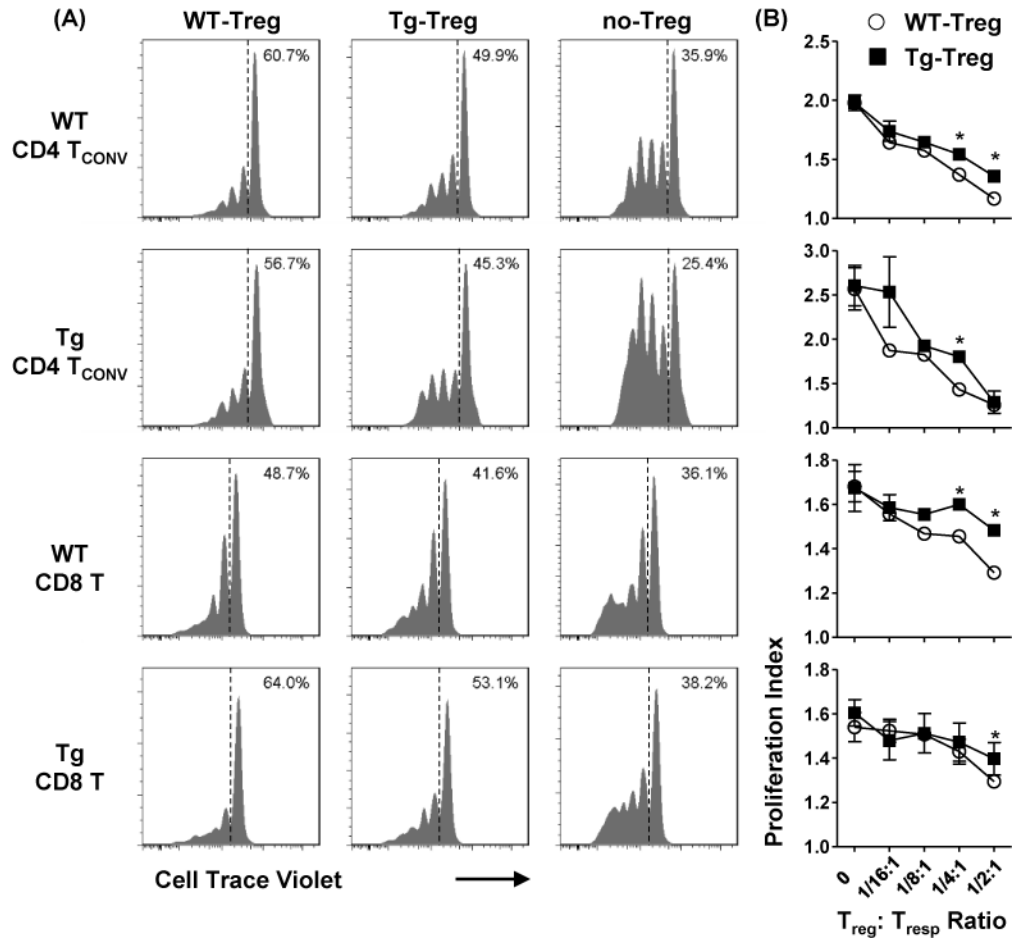 (A) WT-Treg Tg-Treg no-Treg (B) WT-Treg
Tg-Treg
WT
CD4 TCONV
60.7% 49.9% 35.9%
2.5
2.0
1.5
1.0
* *
Tg
CD4 TCONV
56.7% 45.3% 25.4%
3.0
2.5
2.0
1.5
1.0
*
WT
CD8 T
48.7% 41.6% 36.1%
1.8
1.6
1.4
1.2
1.0
* *
Tg
CD8 T
64.0% 53.1% 38.2%
1.8
1.6
1.4
1.2
1.0
*
Proliferation Index
0 1/16:1 1/8:1 1/4:1 1/2:1
Cell Trace Violet
Treg: Tresp Ratio